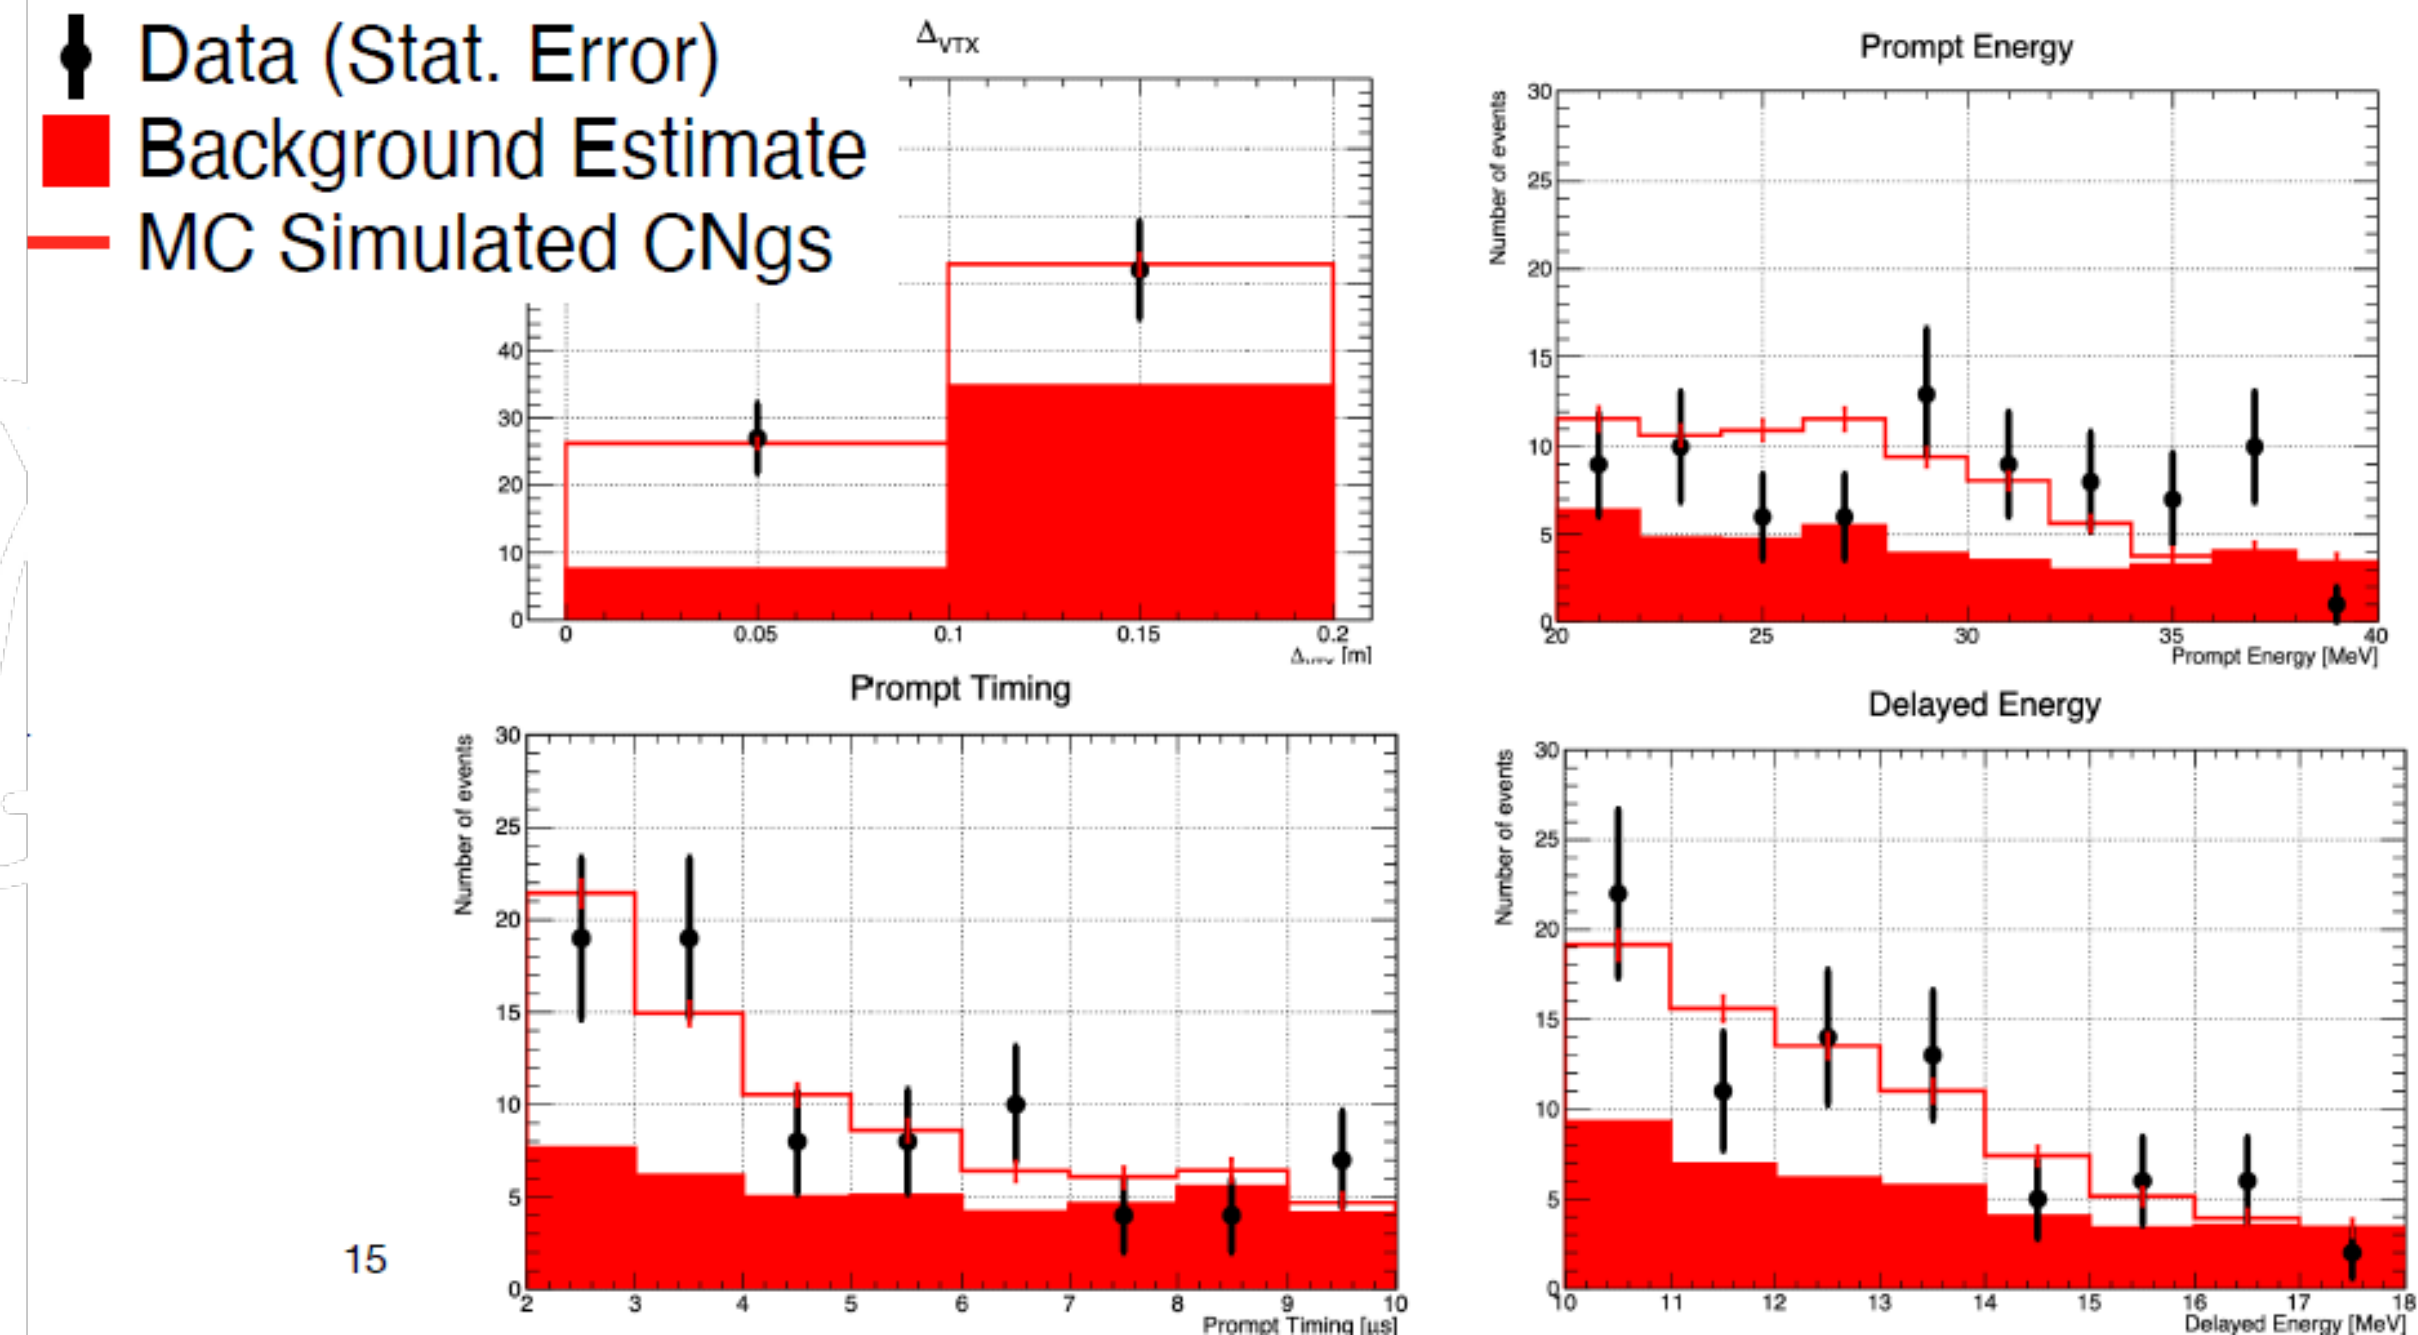 Data (Stat. Error)
Background Estimate
MC Simulated CNgs
Δ_VTX
40
30
20
10
0
0 0.05 0.1 0.15 0.2
Δ_VTX [m]
Prompt Energy
Number of events
30
25
20
15
10
5
0
20 25 30 35 40
Prompt Energy [MeV]
Prompt Timing
Number of events
30
25
20
15
10
5
0
2 3 4 5 6 7 8 9 10
Prompt Timing [μs]
Delayed Energy
Number of events
30
25
20
15
10
5
0
10 11 12 13 14 15 16 17 18
Delayed Energy [MeV]
15